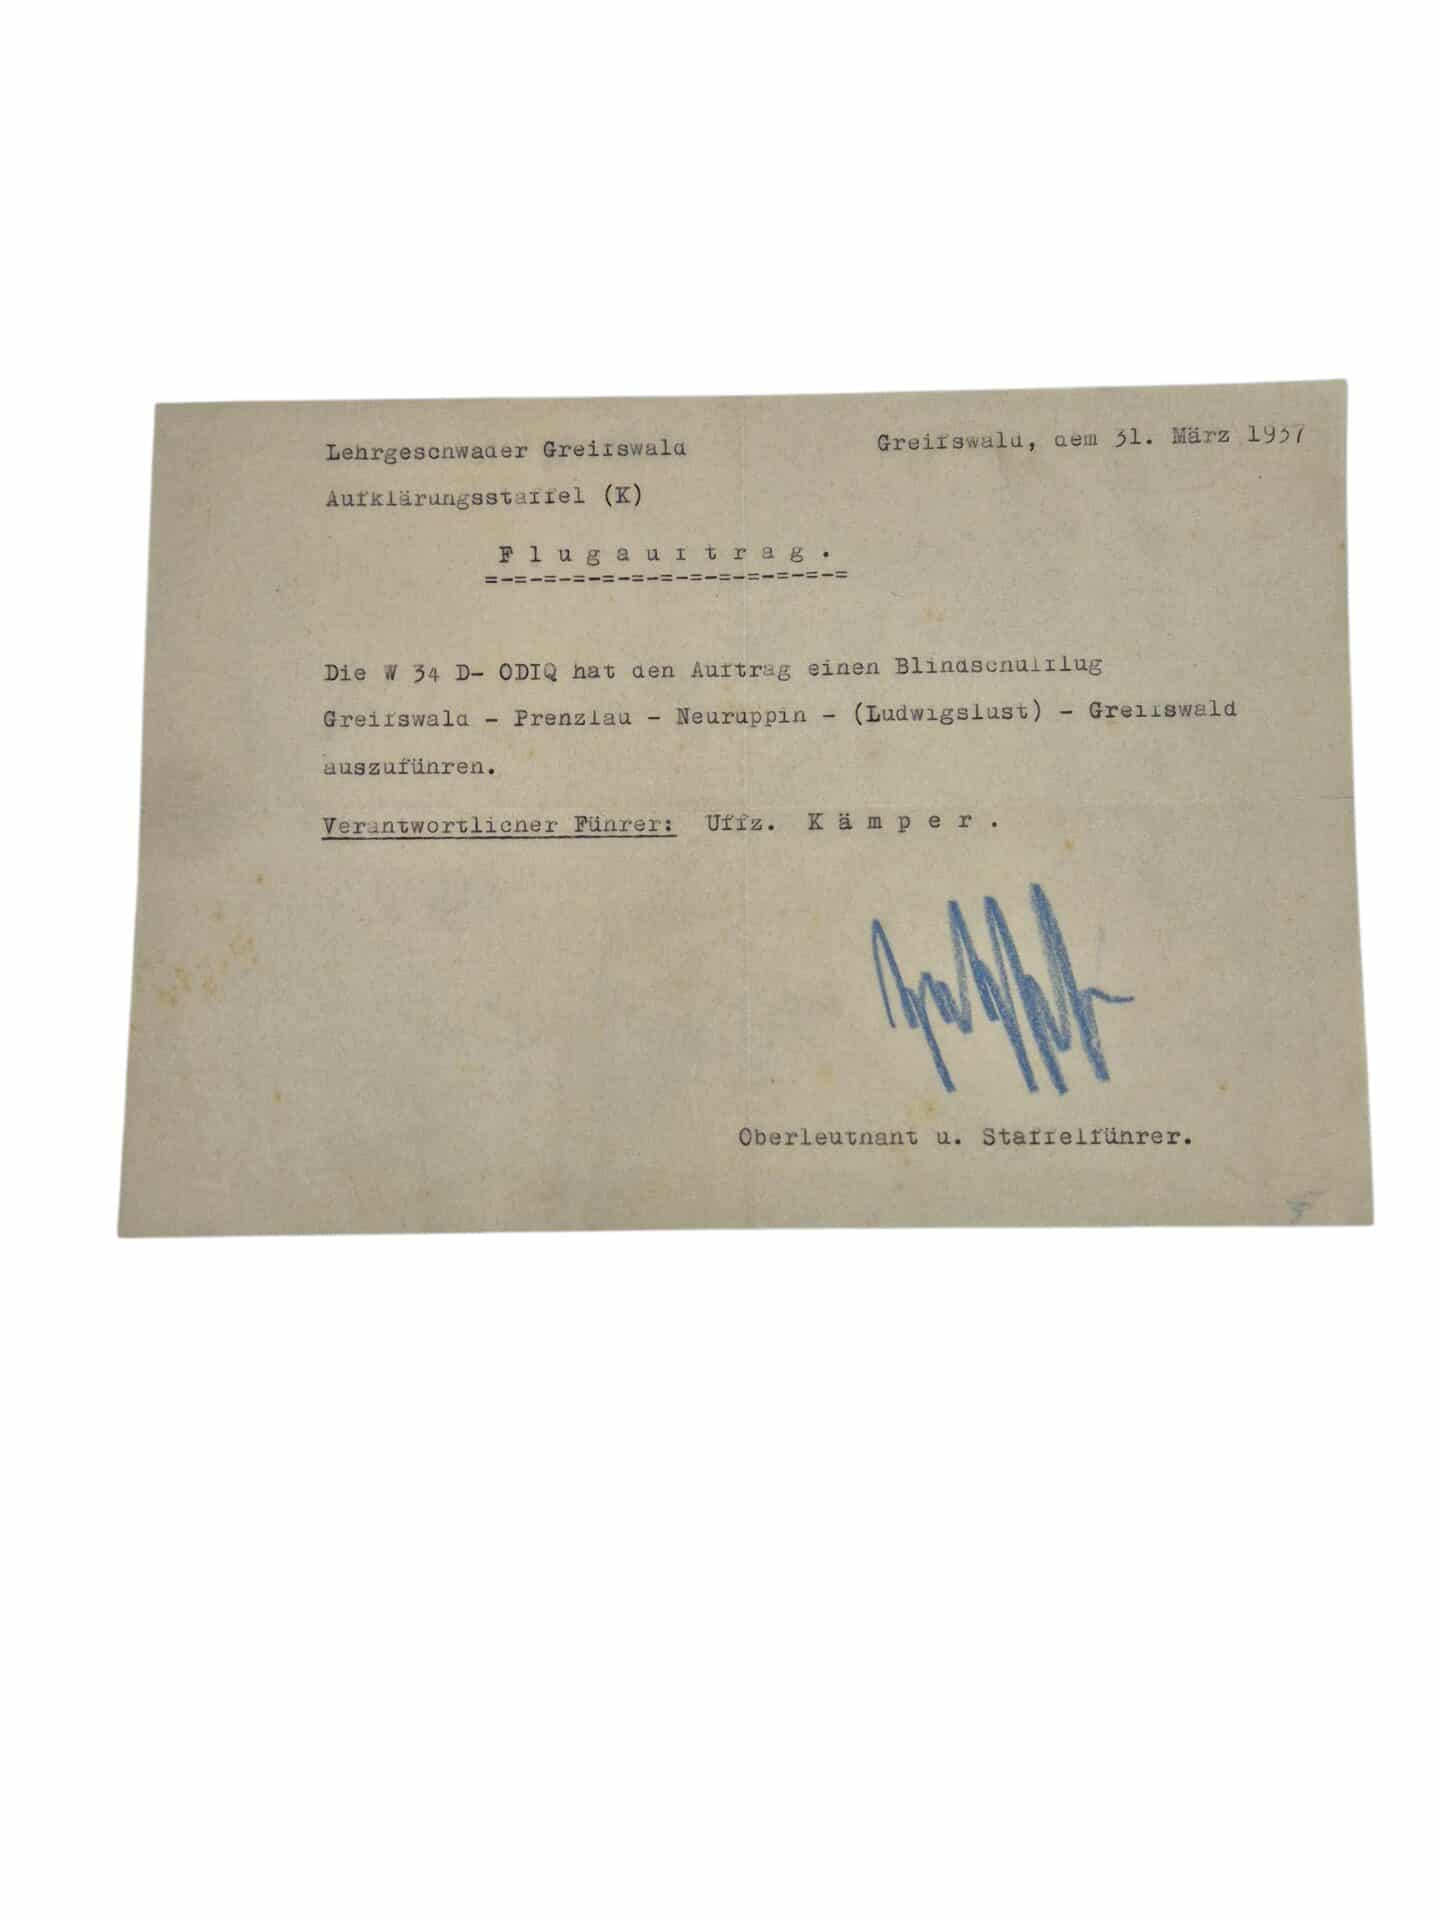 Lehrgeschwader Greifswald
Greifswald, dem 31. März 1937
Aufklärungsstaffel (K)
F l u g a u f t r a g .
=-=-=-=-=-=-=-=-=-=-=-=-=
Die W 34 D- ODIQ hat den Auftrag einen Blindschulflug
Greifswald - Prenzlau - Neuruppin - (Ludwigslust) - Greifswald
auszuführen.
Verantwortlicher Führer: Uffz. K ä m p e r .
Oberleutnant u. Staffelführer.